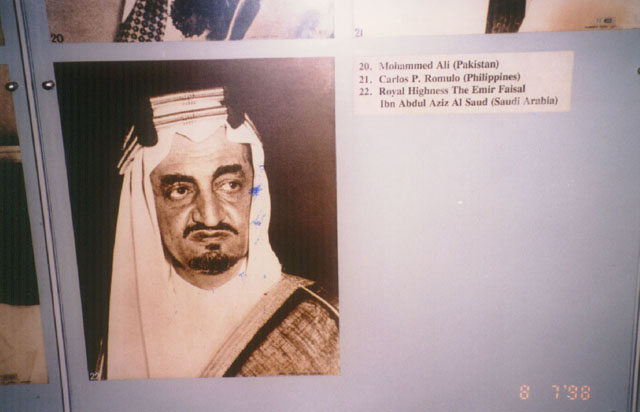 20
21
20. Mohammed Ali (Pakistan)
21. Carlos P. Romulo (Philippines)
22. Royal Highness The Emir Faisal
Ibn Abdul Aziz Al Saud (Saudi Arabia)
22
8 7'98